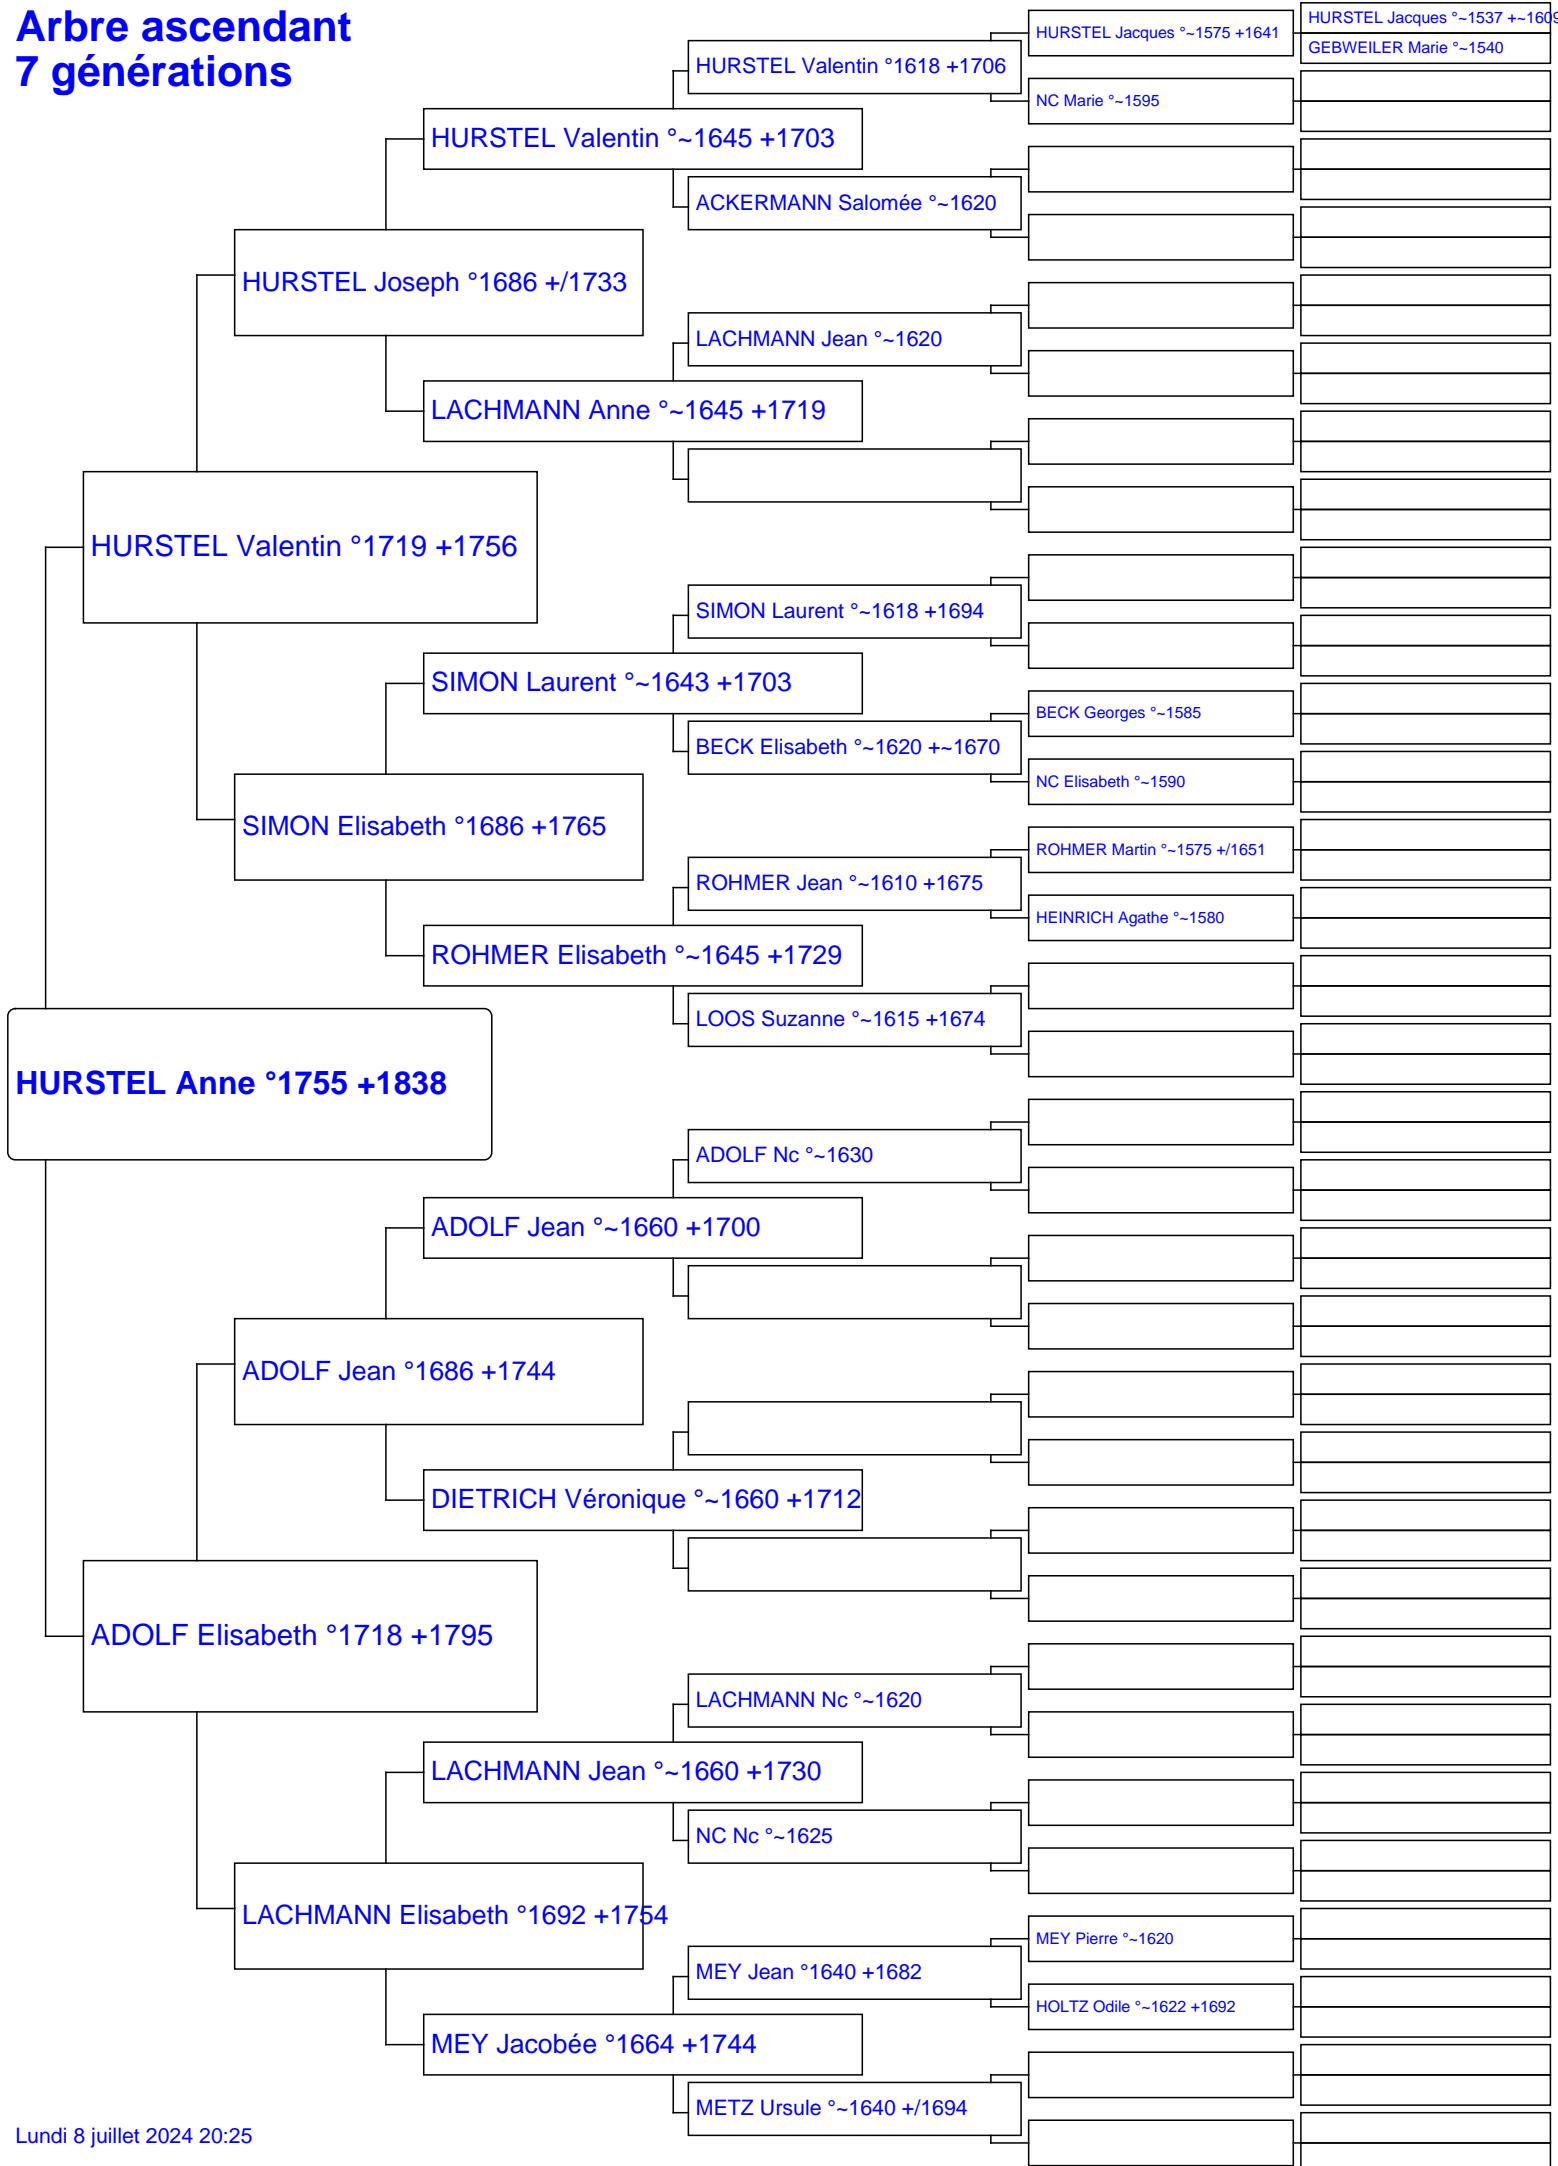 Arbre ascendant
7 générations
HURSTEL Jacques °~1575 +1641
HURSTEL Jacques °~1537 +~1609
GEBWEILER Marie °~1540
HURSTEL Valentin °1618 +1706
NC Marie °~1595
HURSTEL Valentin °~1645 +1703
ACKERMANN Salomée °~1620
HURSTEL Joseph °1686 +/1733
LACHMANN Jean °~1620
LACHMANN Anne °~1645 +1719
HURSTEL Valentin °1719 +1756
SIMON Laurent °~1618 +1694
SIMON Laurent °~1643 +1703
BECK Georges °~1585
BECK Elisabeth °~1620 +~1670
NC Elisabeth °~1590
SIMON Elisabeth °1686 +1765
ROHMER Martin °~1575 +/1651
ROHMER Jean °~1610 +1675
HEINRICH Agathe °~1580
ROHMER Elisabeth °~1645 +1729
LOOS Suzanne °~1615 +1674
HURSTEL Anne °1755 +1838
ADOLF Nc °~1630
ADOLF Jean °~1660 +1700
ADOLF Jean °1686 +1744
DIETRICH Véronique °~1660 +1712
ADOLF Elisabeth °1718 +1795
LACHMANN Nc °~1620
LACHMANN Jean °~1660 +1730
NC Nc °~1625
LACHMANN Elisabeth °1692 +1754
MEY Pierre °~1620
MEY Jean °1640 +1682
HOLTZ Odile °~1622 +1692
MEY Jacobée °1664 +1744
METZ Ursule °~1640 +/1694
Lundi 8 juillet 2024 20:25